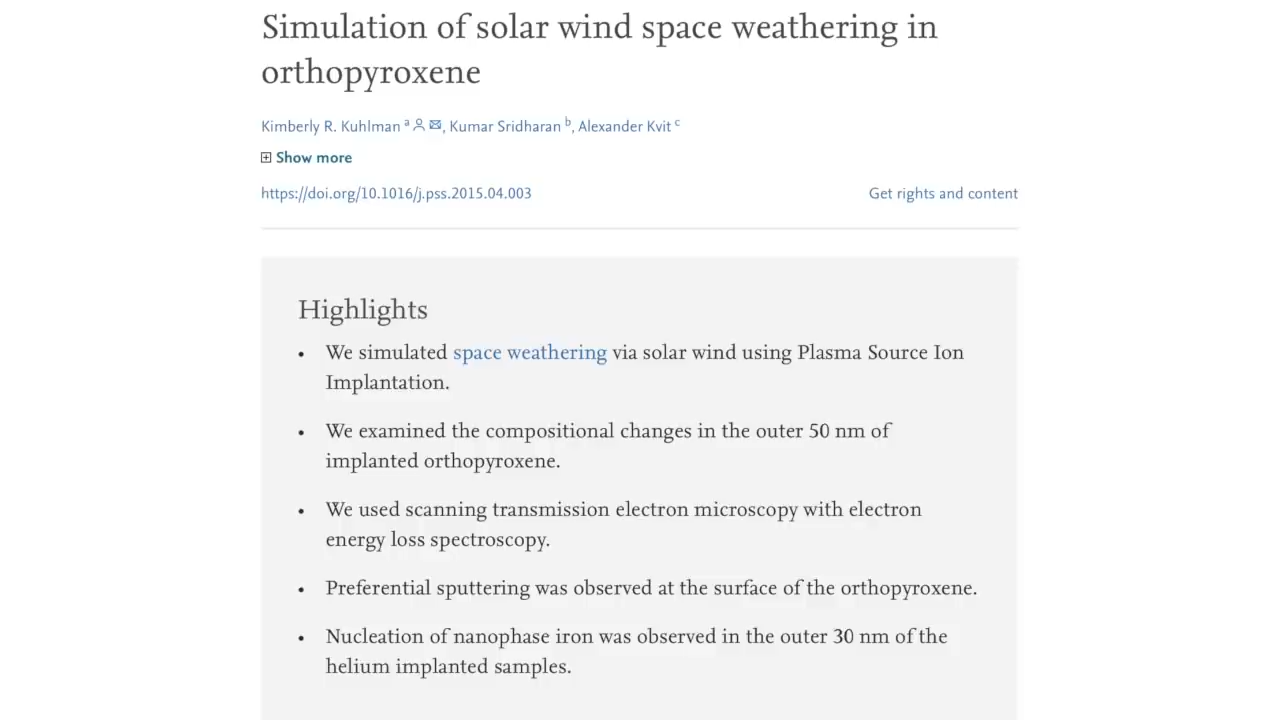 Simulation of solar wind space weathering in
orthopyroxene
Kimberly R. Kuhlman a, Kumar Sridharan b, Alexander Kvit c
Show more
https://doi.org/10.1016/j.pss.2015.04.003
Get rights and content
Highlights
• We simulated space weathering via solar wind using Plasma Source Ion
Implantation.
• We examined the compositional changes in the outer 50 nm of
implanted orthopyroxene.
• We used scanning transmission electron microscopy with electron
energy loss spectroscopy.
• Preferential sputtering was observed at the surface of the orthopyroxene.
• Nucleation of nanophase iron was observed in the outer 30 nm of the
helium implanted samples.